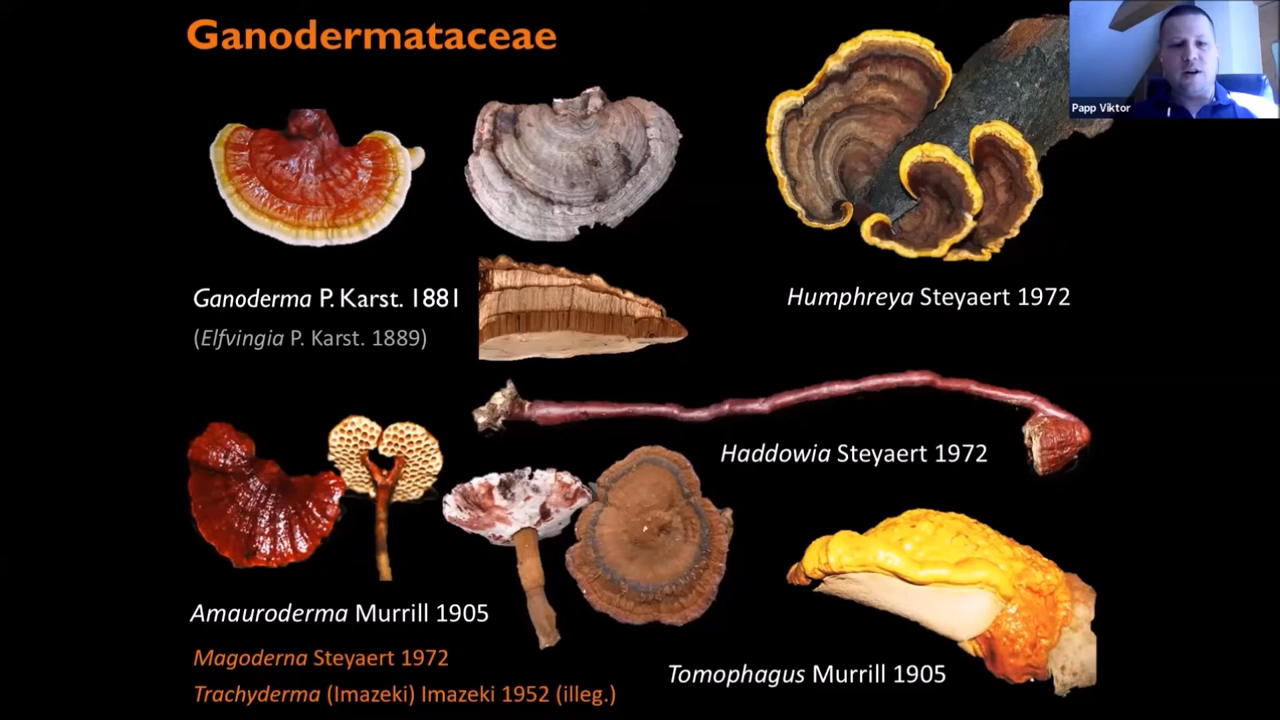 Ganodermataceae
Papp Viktor
Ganoderma P. Karst. 1881
(Elfvingia P. Karst. 1889)
Humphreya Steyaert 1972
Haddowia Steyaert 1972
Amauroderma Murrill 1905
Magoderna Steyaert 1972
Trachyderma (Imazeki) Imazeki 1952 (illeg.)
Tomophagus Murrill 1905